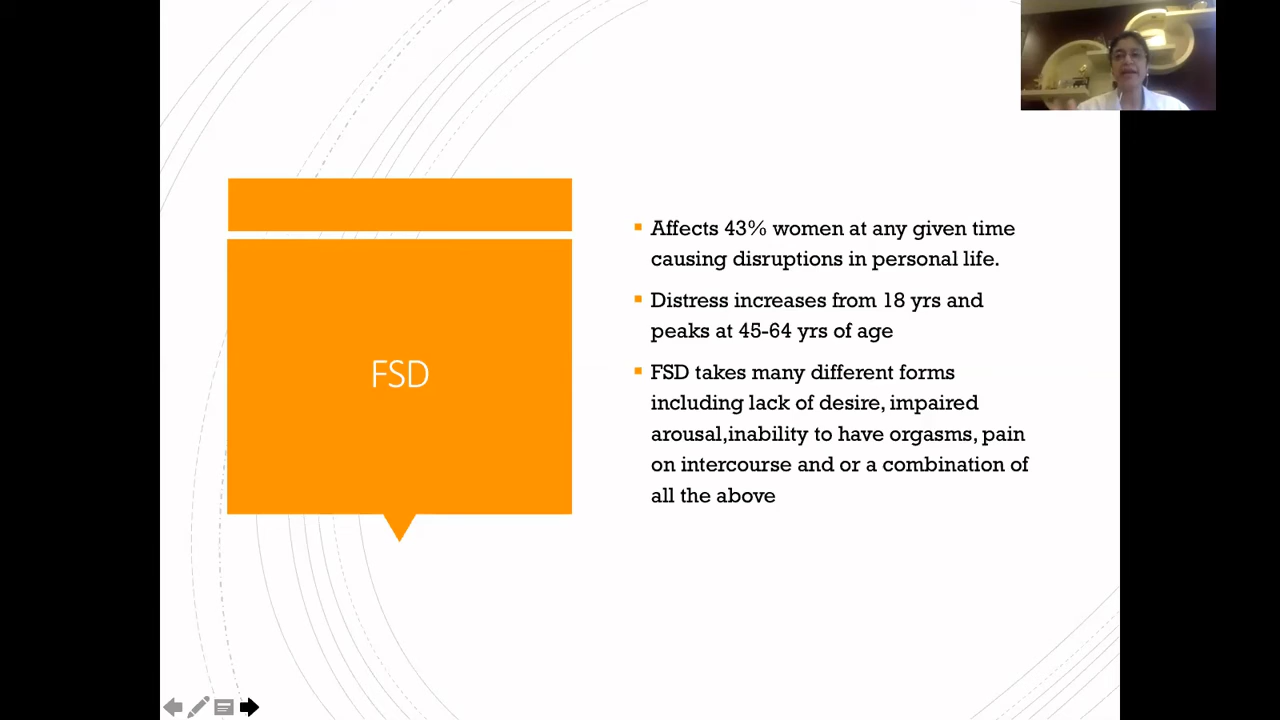 FSD
Affects 43% women at any given time
causing disruptions in personal life.
Distress increases from 18 yrs and
peaks at 45-64 yrs of age
FSD takes many different forms
including lack of desire, impaired
arousal,inability to have orgasms, pain
on intercourse and or a combination of
all the above